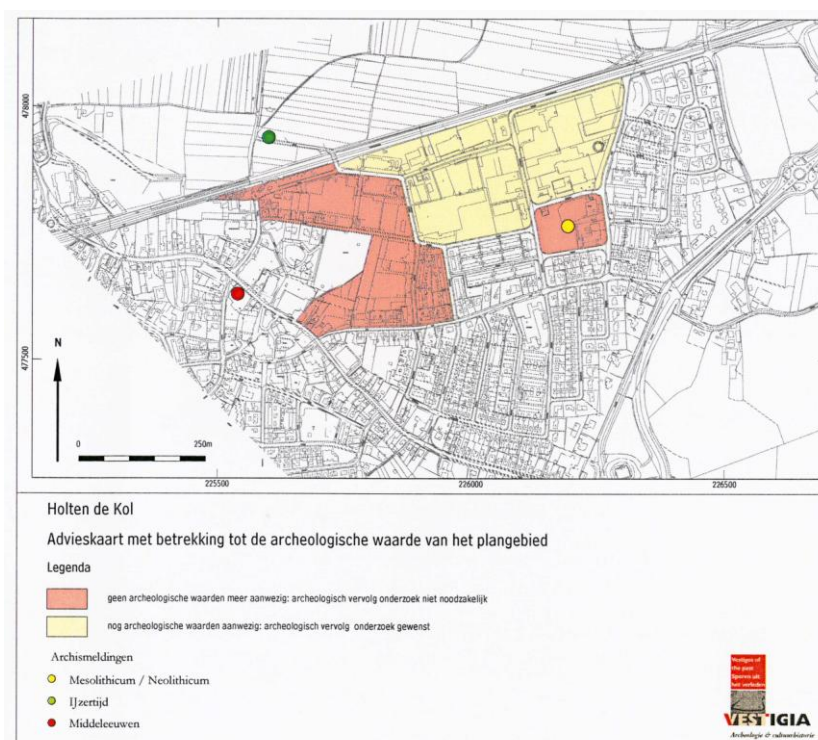 478000
477500
N
0
250m
225500
226000
226500
Holten de Kol
Advieskaart met betrekking tot de archeologische waarde van het plangebied
Legenda
geen archeologische waarden meer aanwezig: archeologisch vervolg onderzoek niet noodzakelijk
nog archeologische waarden aanwezig: archeologisch vervolg onderzoek gewenst
Archismeldingen
Mesolithicum / Neolithicum
IJzertijd
Middeleeuwen
Vestiges of
the past
Sporen uit
het verleden
VESTIGIA
Archeologie & cultuurhistorie